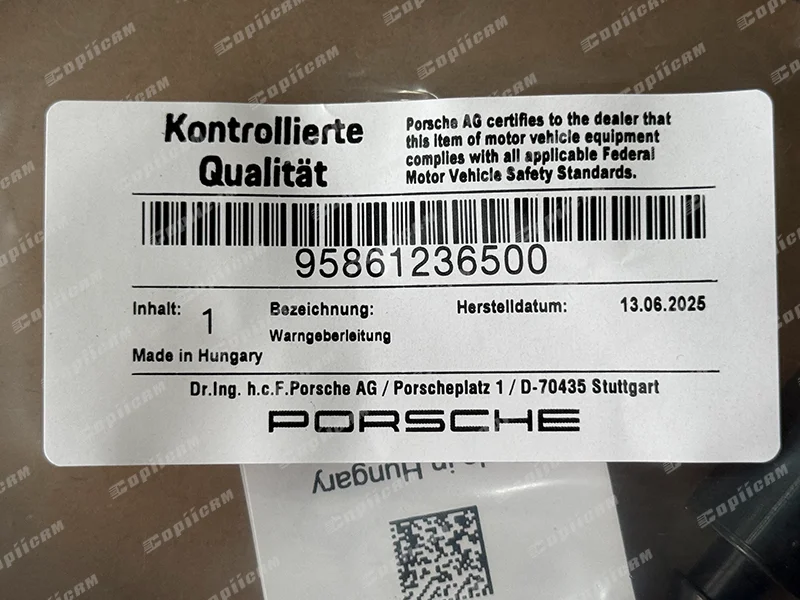 Kontrollierte
Qualität
Porsche AG certifies to the dealer that
this item of motor vehicle equipment
complies with all applicable Federal
Motor Vehicle Safety Standards.
95861236500
Inhalt: 1
Bezeichnung:
Warngeberleitung
Herstelldatum: 13.06.2025
Made in Hungary
Dr.Ing. h.c.F.Porsche AG / Porscheplatz 1 / D-70435 Stuttgart
PORSCHE
in Hungary
Copiicam